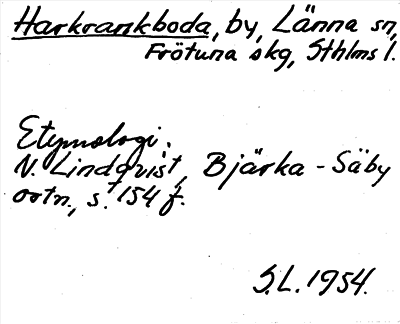 Harkrankboda, by, Länna sn,
Frötuna skg, Sthlms l.
Etymologi:
N. Lindqvist, Bjärka-Säby
ortn., s. 154 f.
S.L. 1954.